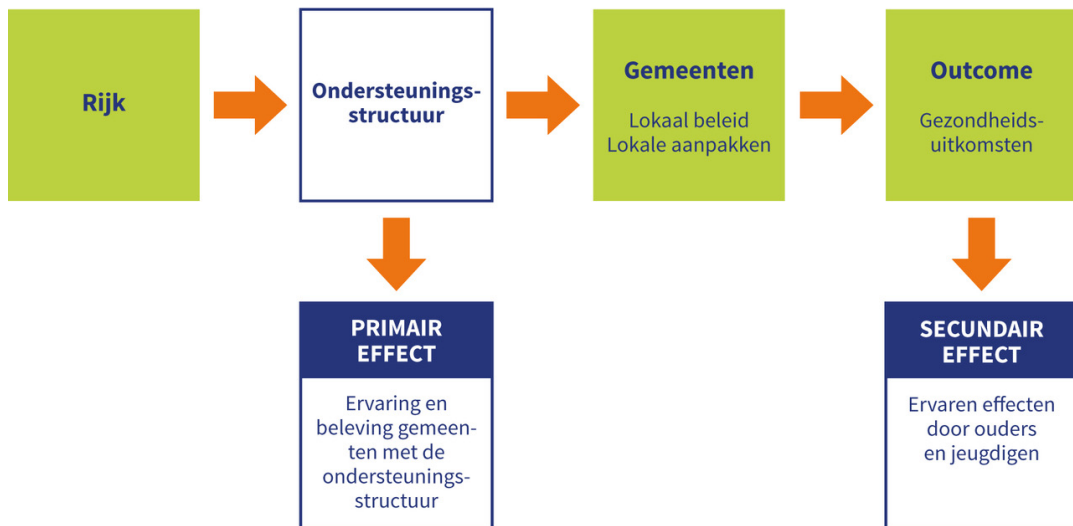 Rijk
Ondersteunings-
structuur
Gemeenten
Lokaal beleid
Lokale aanpakken
Outcome
Gezondheids-
uitkomsten
PRIMAIR
EFFECT
Ervaring en
beleving gemeen-
ten met de
ondersteunings-
structuur
SECUNDAIR
EFFECT
Ervaren effecten
door ouders
en jeugdigen